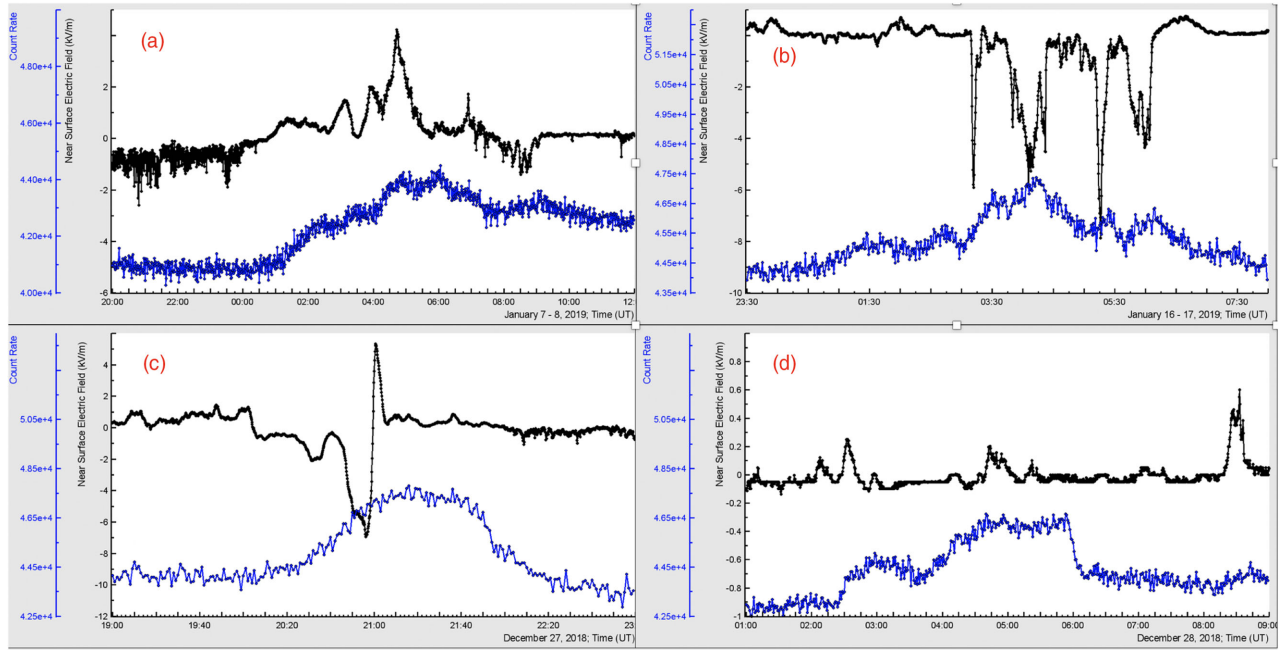 (a)
Count Rate
Near Surface Electric Field (kV/m)
4.80e+4
4.60e+4
4.40e+4
4.20e+4
4.00e+4
2
0
-2
-4
-6
20:00 22:00 00:00 02:00 04:00 06:00 08:00 10:00 12:
January 7 - 8, 2019; Time (UT)
(b)
Count Rate
Near Surface Electric Field (kV/m)
5.15e+4
5.05e+4
4.95e+4
4.85e+4
4.75e+4
4.65e+4
4.55e+4
4.45e+4
4.35e+4
-2
-4
-6
-8
-10
23:30 01:30 03:30 05:30 07:30
January 16 - 17, 2019; Time (UT)
(c)
Count Rate
Near Surface Electric Field (kV/m)
5.05e+4
4.85e+4
4.65e+4
4.45e+4
4.25e+4
4
2
0
-2
-4
-6
-8
-10
-12
19:00 19:40 20:20 21:00 21:40 22:20 23
December 27, 2018; Time (UT)
(d)
Count Rate
Near Surface Electric Field (kV/m)
5.05e+4
4.85e+4
4.65e+4
4.45e+4
4.25e+4
0.8
0.6
0.4
0.2
0
-0.2
-0.4
-0.6
-0.8
-1
01:00 02:00 03:00 04:00 05:00 06:00 07:00 08:00 09:00
December 28, 2018; Time (UT)